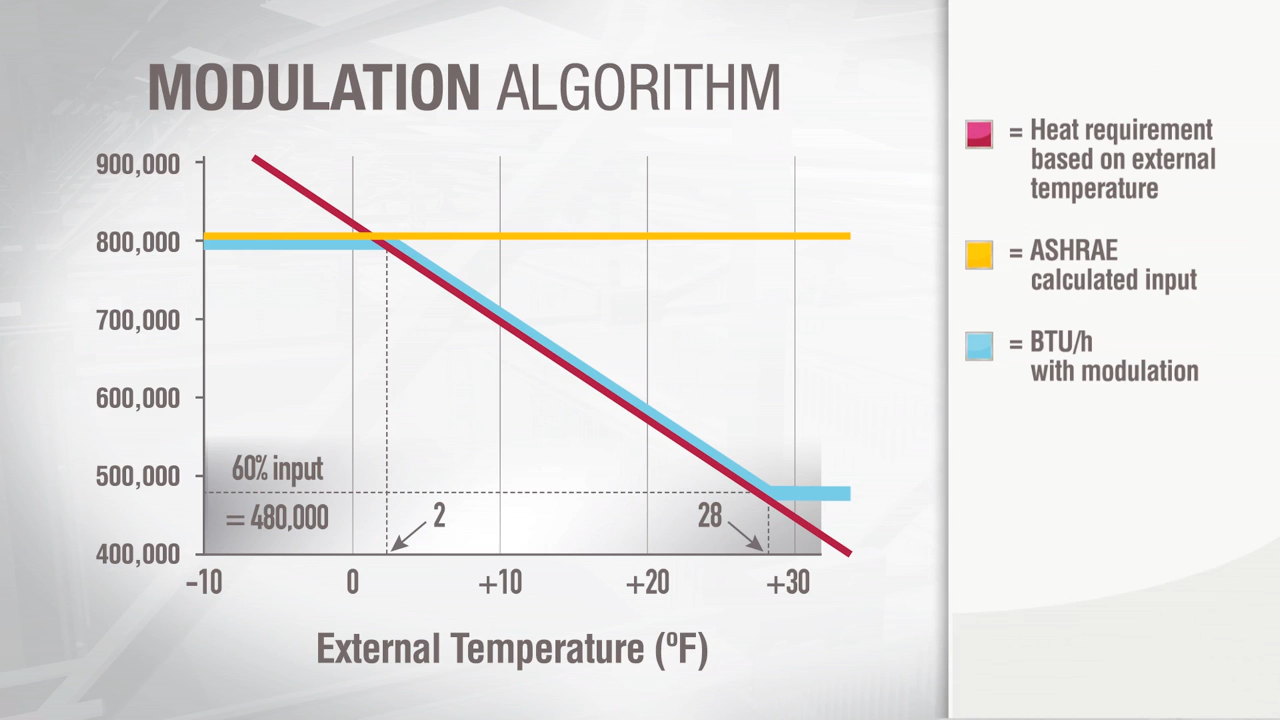 MODULATION ALGORITHM
900,000
800,000
700,000
600,000
500,000
400,000
60% input
= 480,000
2
28
-10 0 +10 +20 +30
External Temperature (ºF)
= Heat requirement
based on external
temperature
= ASHRAE
calculated input
= BTU/h
with modulation